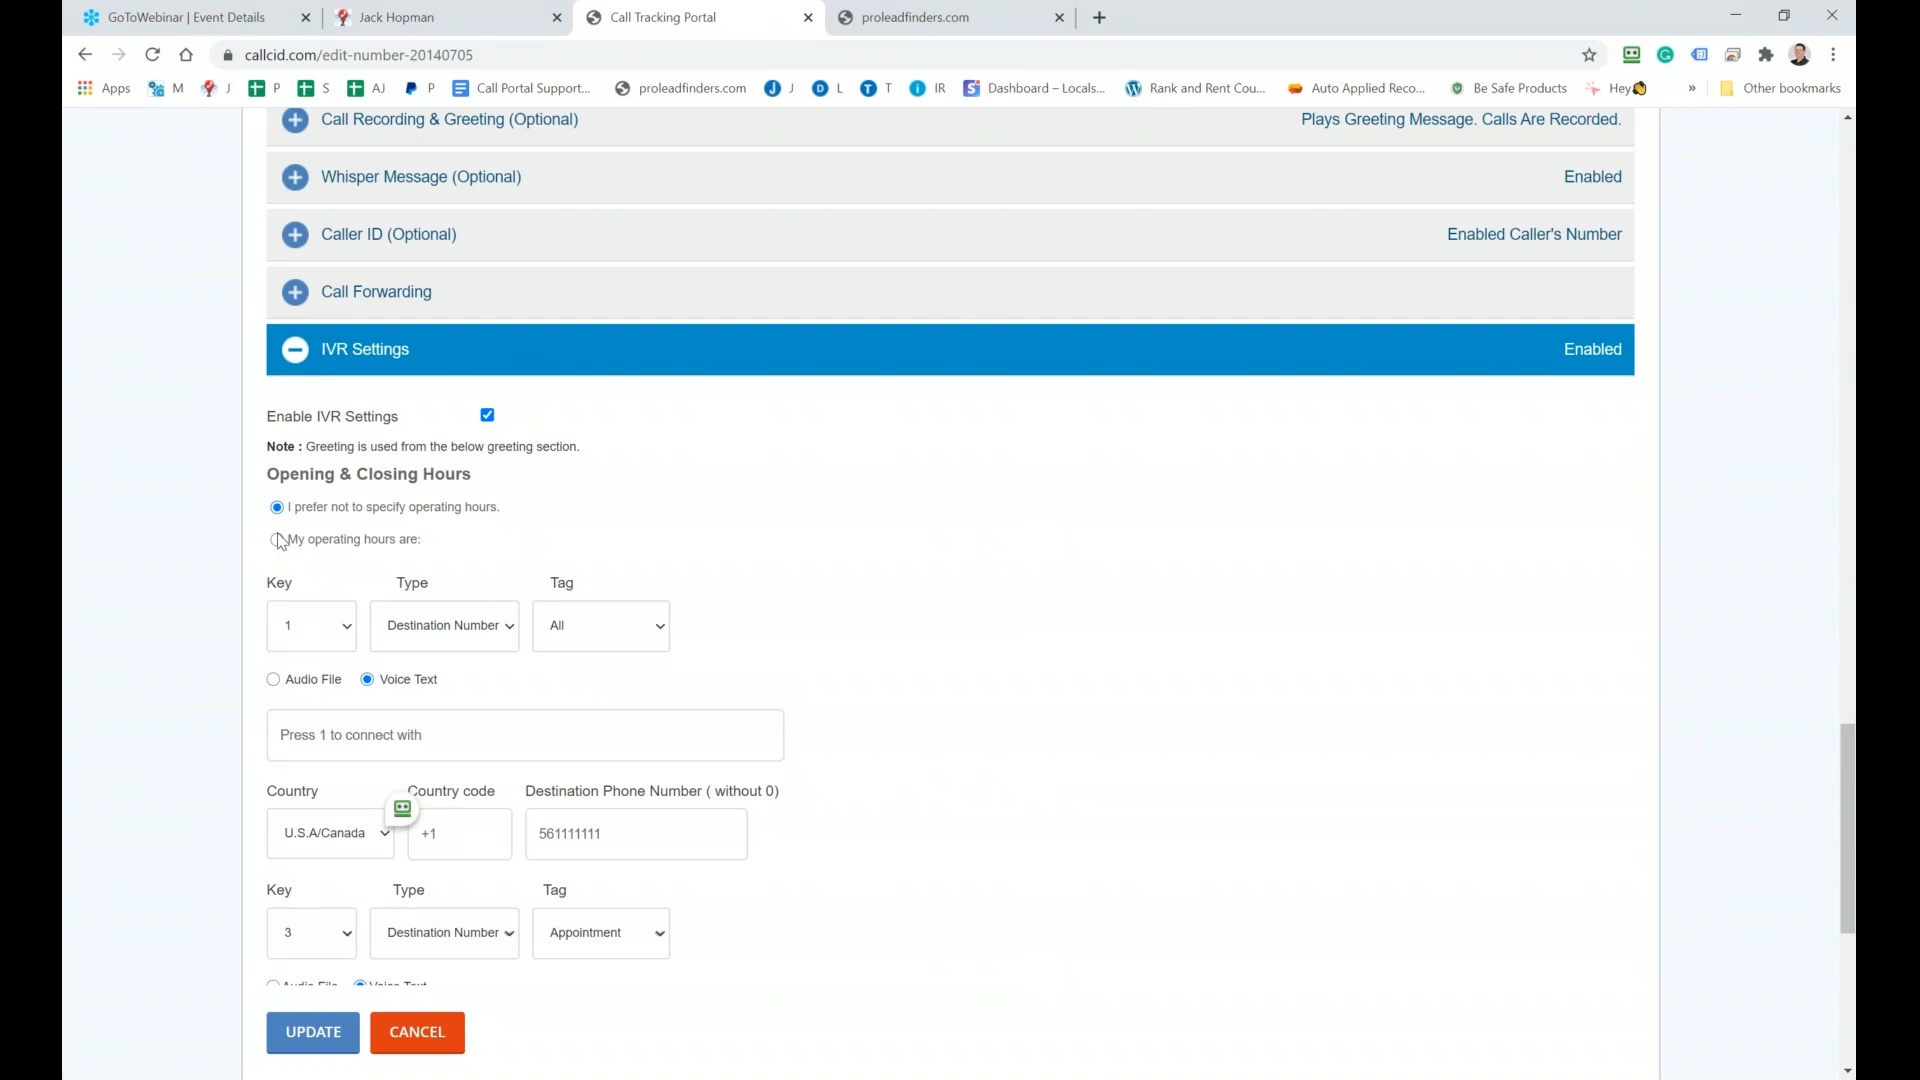 GoToWebinar | Event Details
Jack Hopman
Call Tracking Portal
proleadfinders.com
callcid.com/edit-number-20140705
Apps M J P S AJ P Call Portal Support... proleadfinders.com J L T IR Dashboard – Locals... Rank and Rent Cou... Auto Applied Reco... Be Safe Products Hey » Other bookmarks
Call Recording & Greeting (Optional) Plays Greeting Message. Calls Are Recorded.
Whisper Message (Optional) Enabled
Caller ID (Optional) Enabled Caller's Number
Call Forwarding
IVR Settings Enabled
Enable IVR Settings
Note : Greeting is used from the below greeting section.
Opening & Closing Hours
I prefer not to specify operating hours.
My operating hours are:
Key Type Tag
1 Destination Number All
Audio File Voice Text
Press 1 to connect with
Country Country code Destination Phone Number ( without 0)
U.S.A/Canada +1 561111111
Key Type Tag
3 Destination Number Appointment
Audio File Voice Text
UPDATE CANCEL